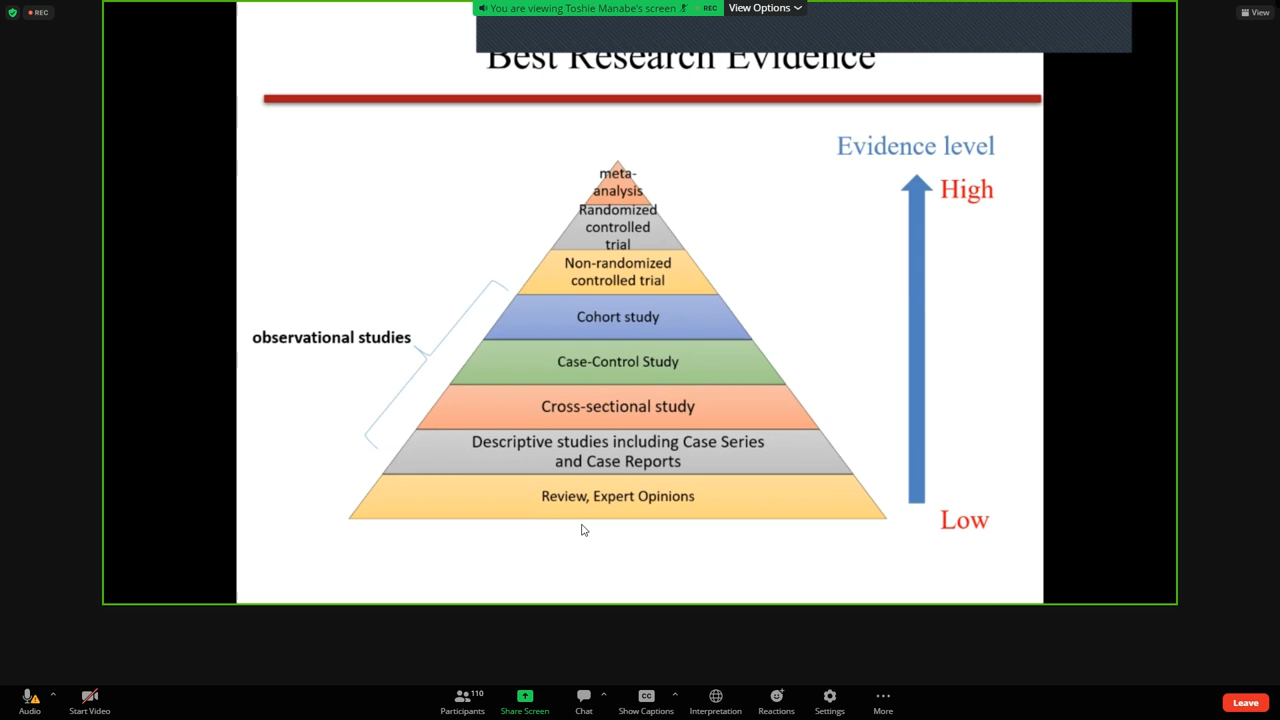 REC
You are viewing Toshie Manabe's screen
REC
View Options
View
Best Research Evidence
Evidence level
High
meta-
analysis
Randomized
controlled
trial
Non-randomized
controlled trial
Cohort study
observational studies
Case-Control Study
Cross-sectional study
Descriptive studies including Case Series
and Case Reports
Review, Expert Opinions
Low
Audio
Start Video
Participants
110
Share Screen
Chat
CC
Show Captions
Interpretation
Reactions
Settings
More
Leave